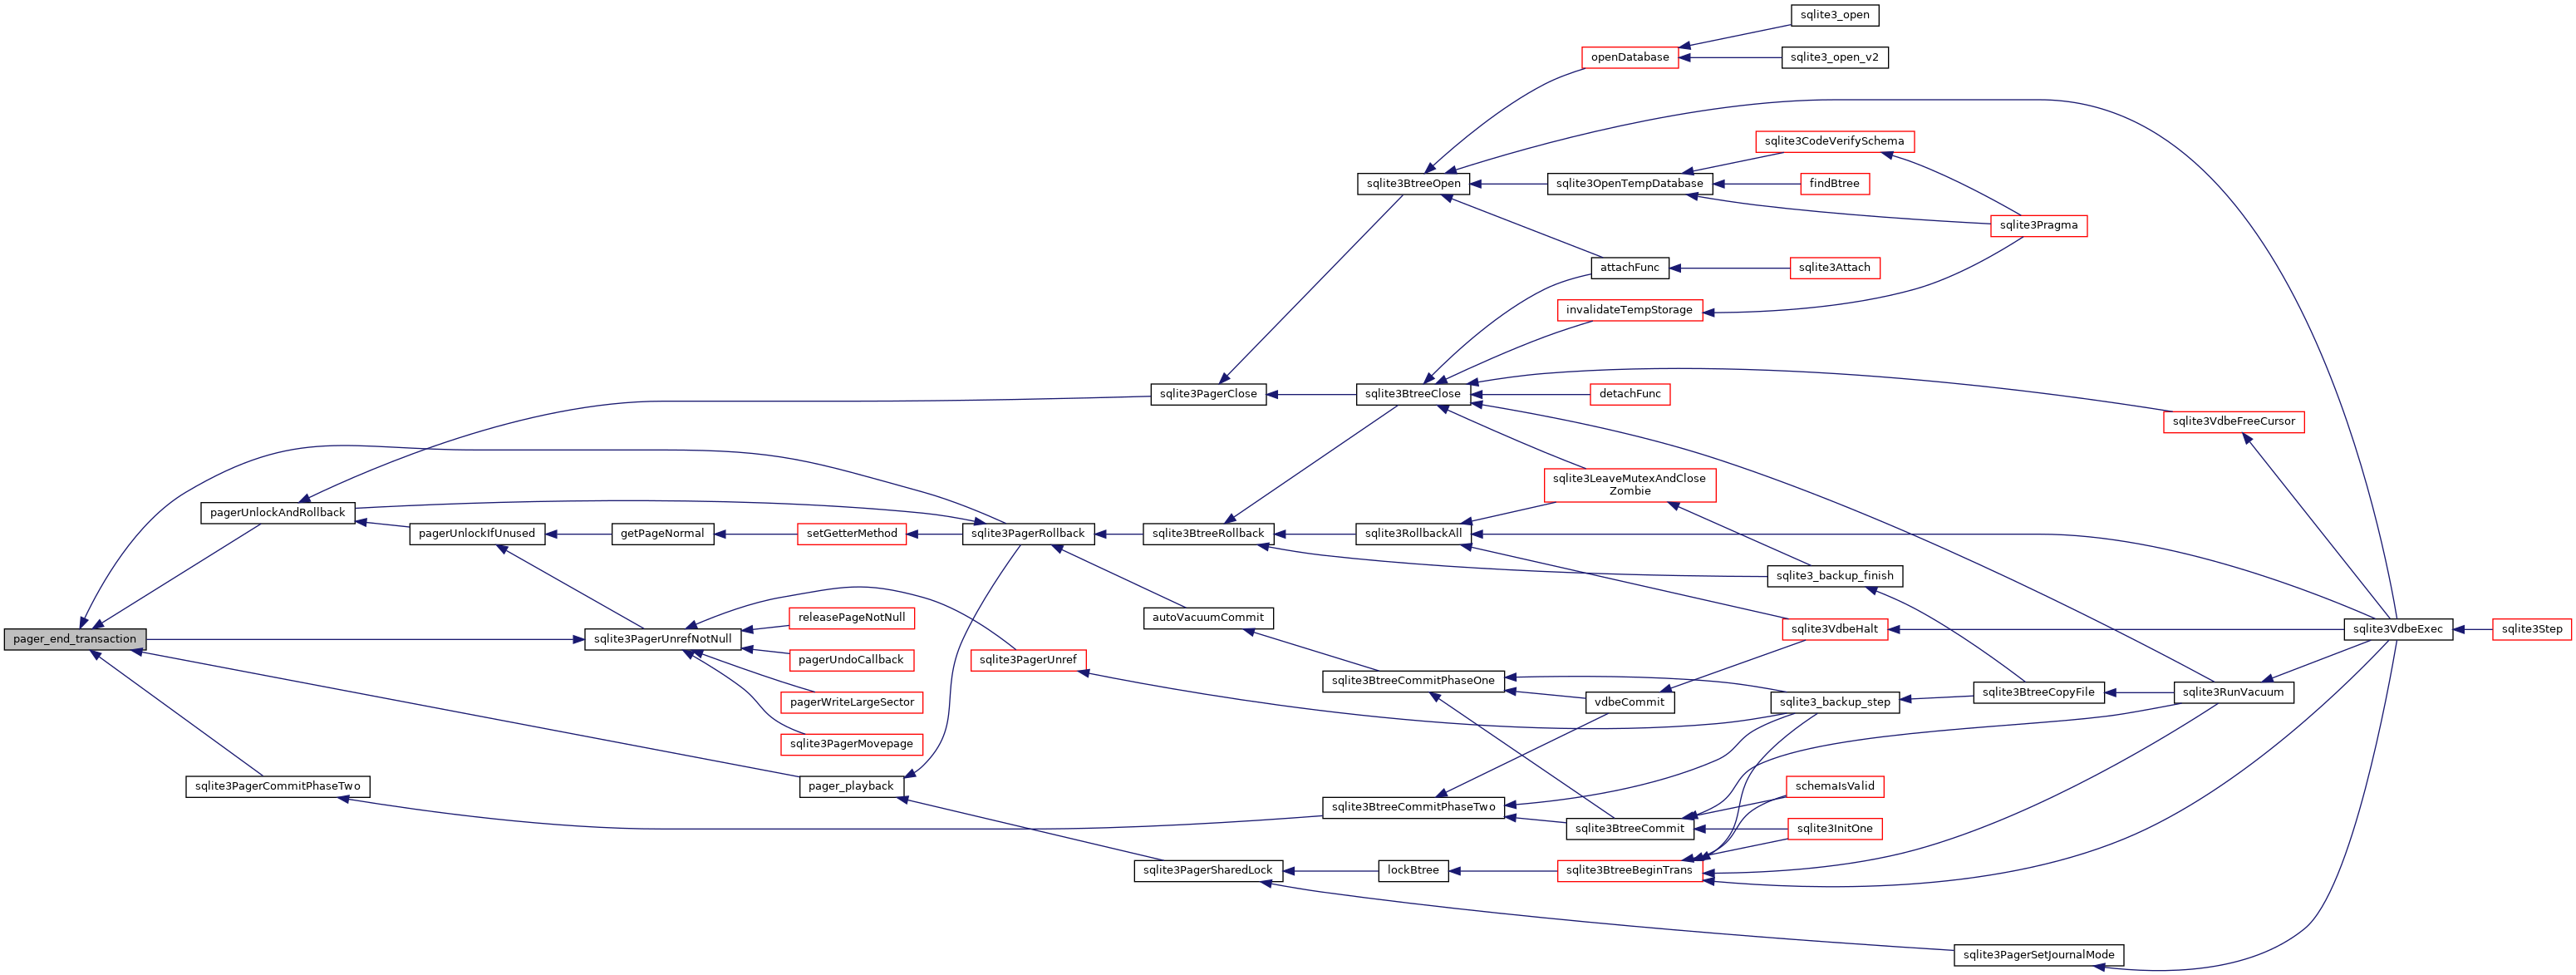 sqlite3_open
openDatabase
sqlite3_open_v2
sqlite3CodeVerifySchema
sqlite3BtreeOpen
sqlite3OpenTempDatabase
findBtree
sqlite3Pragma
attachFunc
sqlite3Attach
invalidateTempStorage
sqlite3PagerClose
sqlite3BtreeClose
detachFunc
sqlite3VdbeFreeCursor
sqlite3LeaveMutexAndClose
Zombie
pagerUnlockAndRollback
pagerUnlockIfUnused
getPageNormal
setGetterMethod
sqlite3PagerRollback
sqlite3BtreeRollback
sqlite3RollbackAll
sqlite3_backup_finish
releasePageNotNull
autoVacuumCommit
pager_end_transaction
sqlite3PagerUnrefNotNull
sqlite3VdbeHalt
sqlite3VdbeExec
sqlite3Step
pagerUndoCallback
sqlite3PagerUnref
sqlite3BtreeCommitPhaseOne
pagerWriteLargeSector
vdbeCommit
sqlite3_backup_step
sqlite3BtreeCopyFile
sqlite3RunVacuum
sqlite3PagerMovepage
sqlite3PagerCommitPhaseTwo
pager_playback
schemaIsValid
sqlite3BtreeCommitPhaseTwo
sqlite3BtreeCommit
sqlite3InitOne
sqlite3PagerSharedLock
lockBtree
sqlite3BtreeBeginTrans
sqlite3PagerSetJournalMode